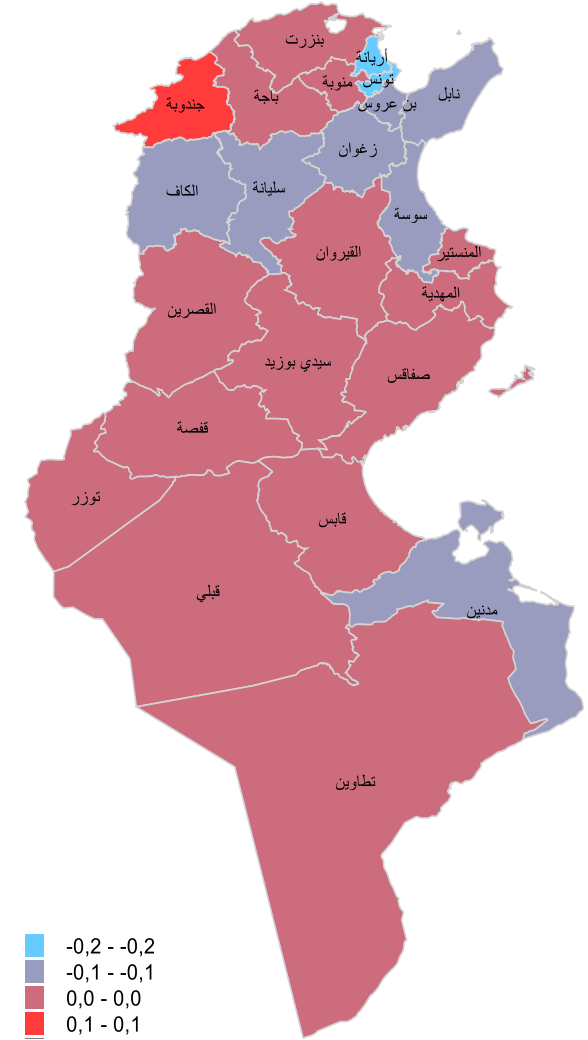 بنزرت
أريانة
تونس
منوبة
باجة
جندوبة
بن عروس
نابل
زغوان
الكاف
سليانة
سوسة
المنستير
القيروان
المهدية
القصرين
سيدي بوزيد
صفاقس
قفصة
توزر
قابس
قبلي
مدنين
تطاوين
-0,2 - -0,2
-0,1 - -0,1
0,0 - 0,0
0,1 - 0,1